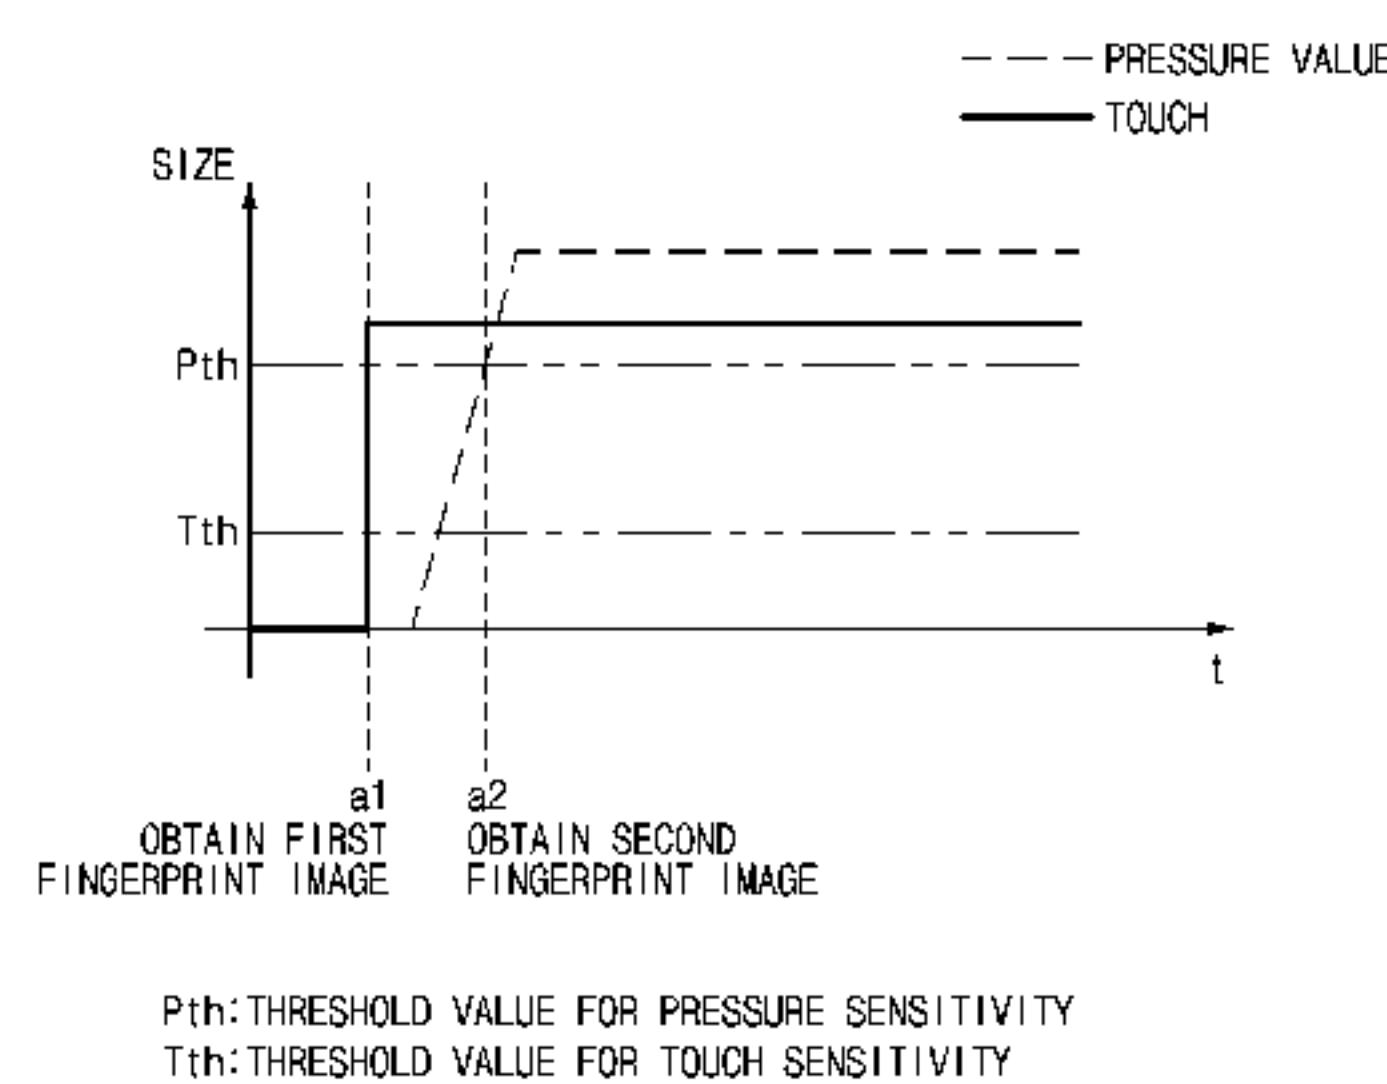 PRESSURE VALUE
TOUCH
SIZE
Pth
Tth
t
a1
a2
OBTAIN FIRST
FINGERPRINT IMAGE
OBTAIN SECOND
FINGERPRINT IMAGE
Pth:THRESHOLD VALUE FOR PRESSURE SENSITIVITY
Tth:THRESHOLD VALUE FOR TOUCH SENSITIVITY